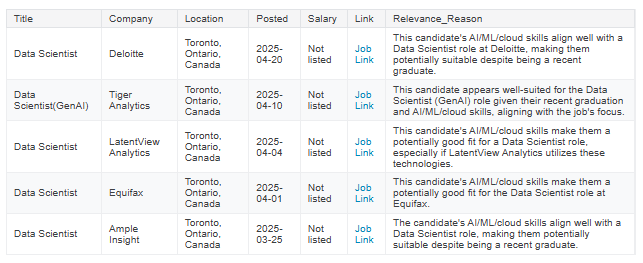 Title Company Location Posted Salary Link Relevance_Reason
Data Scientist Deloitte Toronto, Ontario, Canada 2025-04-20 Not listed Job Link This candidate's AI/ML/cloud skills align well with a Data Scientist role at Deloitte, making them potentially suitable despite being a recent graduate.
Data Scientist(GenAI) Tiger Analytics Toronto, Ontario, Canada 2025-04-10 Not listed Job Link This candidate appears well-suited for the Data Scientist (GenAI) role given their recent graduation and AI/ML/cloud skills, aligning with the job's focus.
Data Scientist LatentView Analytics Toronto, Ontario, Canada 2025-04-04 Not listed Job Link This candidate's AI/ML/cloud skills make them a potentially good fit for a Data Scientist role, especially if LatentView Analytics utilizes these technologies.
Data Scientist Equifax Toronto, Ontario, Canada 2025-04-01 Not listed Job Link This candidate's AI/ML/cloud skills make them a potentially good fit for the Data Scientist role at Equifax.
Data Scientist Ample Insight Toronto, Ontario, Canada 2025-03-25 Not listed Job Link The candidate's AI/ML/cloud skills align well with a Data Scientist role, making them potentially suitable despite being a recent graduate.